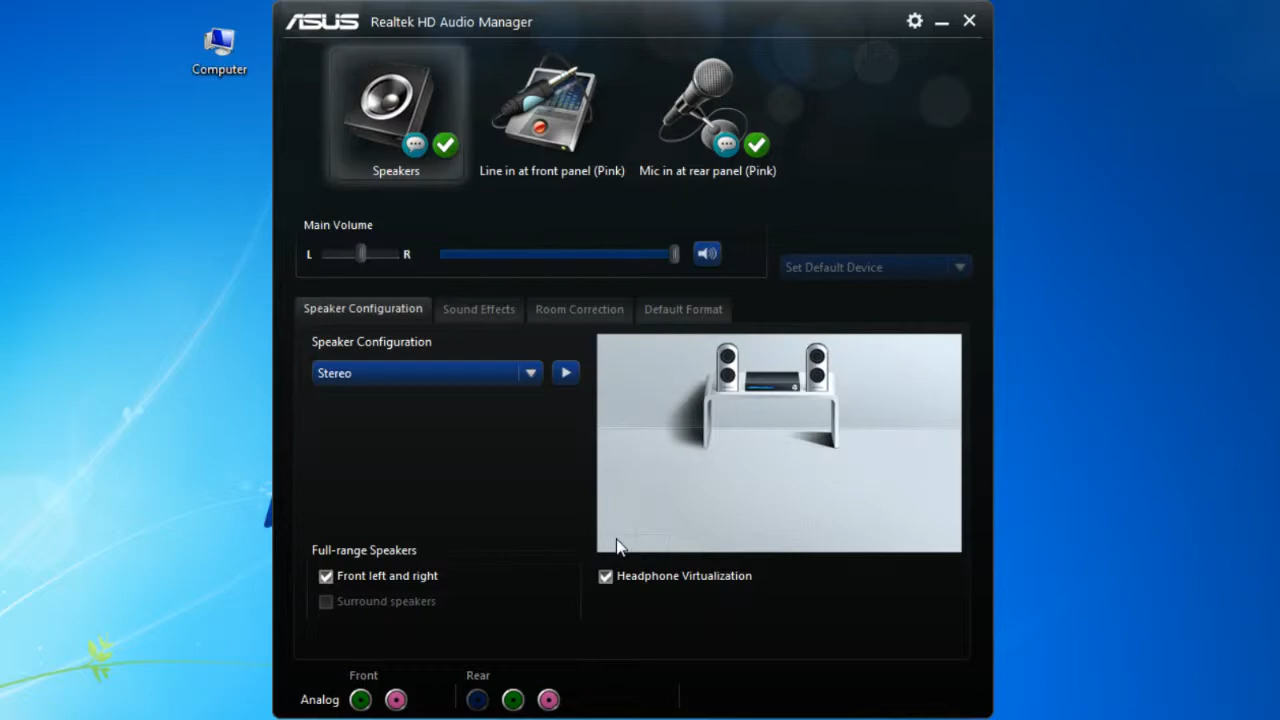 ASUS Realtek HD Audio Manager
Computer
Speakers
Line in at front panel (Pink)
Mic in at rear panel (Pink)
Main Volume
L
R
Set Default Device
Speaker Configuration
Sound Effects
Room Correction
Default Format
Speaker Configuration
Stereo
Full-range Speakers
Front left and right
Surround speakers
Headphone Virtualization
Front
Rear
Analog